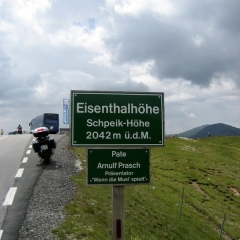 Eisenthalhöhe
Schpeik-Höhe
2042 m ü.d.M.
Pate
Arnulf Prasch
Präsentator
"Wenn die Musi spielt"